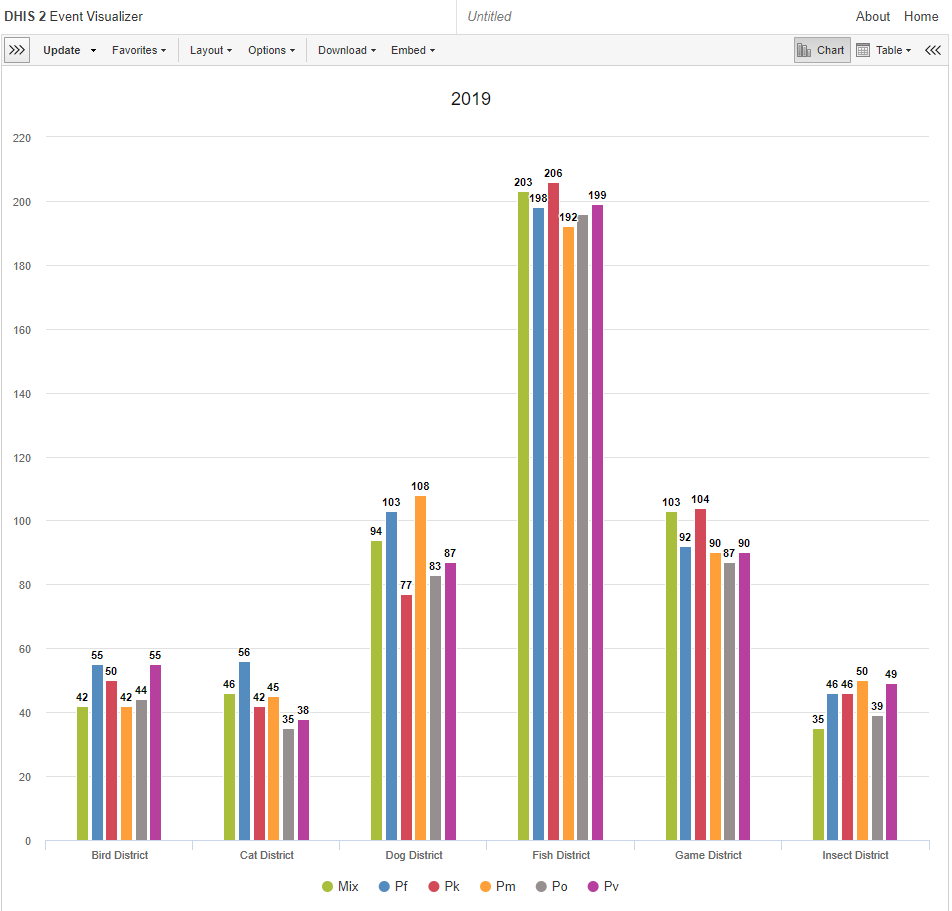 DHIS 2 Event Visualizer Untitled About Home
Update Favorites Layout Options Download Embed Chart Table
2019
220
200
180
160
140
120
100
80
60
40
20
0
42 55 50 42 44 55
46 56 42 45 35 38
94 103 77 108 83 87
203 198 206 192 199
103 92 104 90 87 90
35 46 46 50 39 49
Bird District Cat District Dog District Fish District Game District Insect District
Mix Pf Pk Pm Po Pv